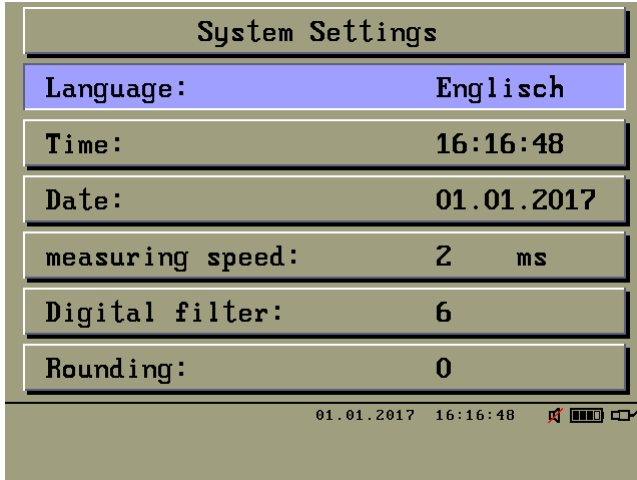 System Settings
Language: Englisch
Time: 16:16:48
Date: 01.01.2017
measuring speed: 2 ms
Digital filter: 6
Rounding: 0
01.01.2017 16:16:48